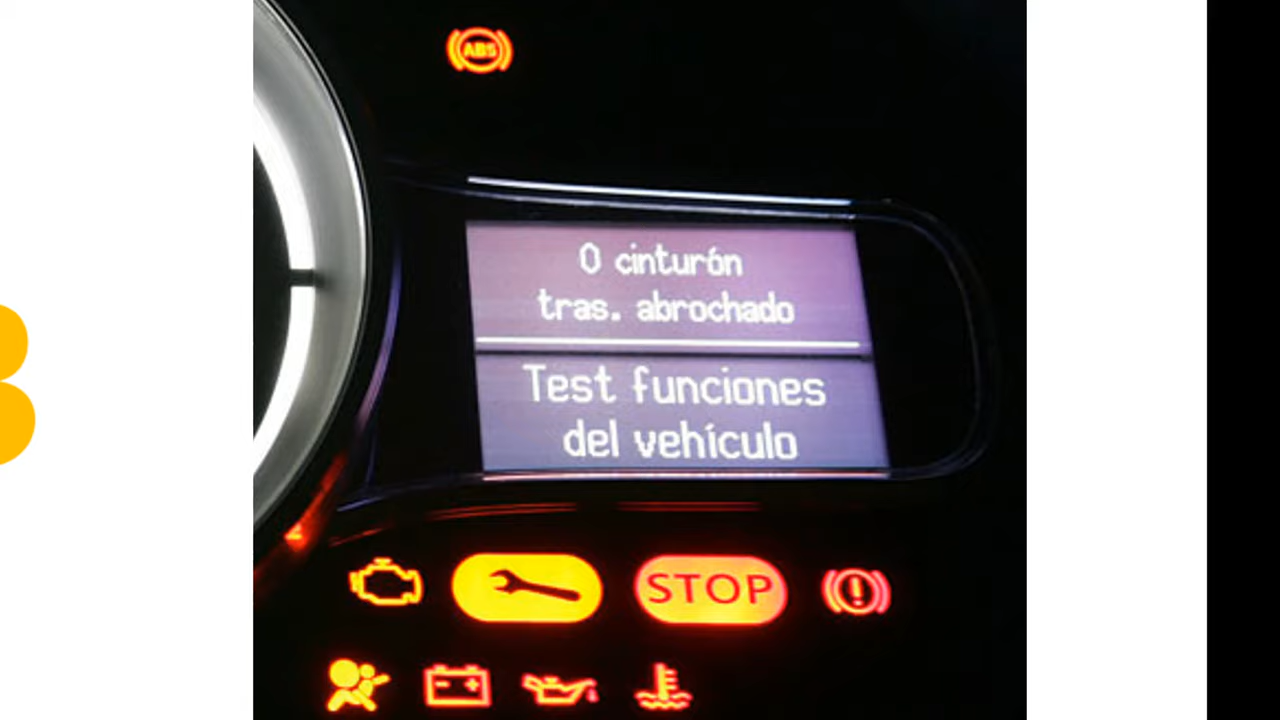 ABS
0 cinturón
tras. abrochado
Test funciones
del vehículo
STOP